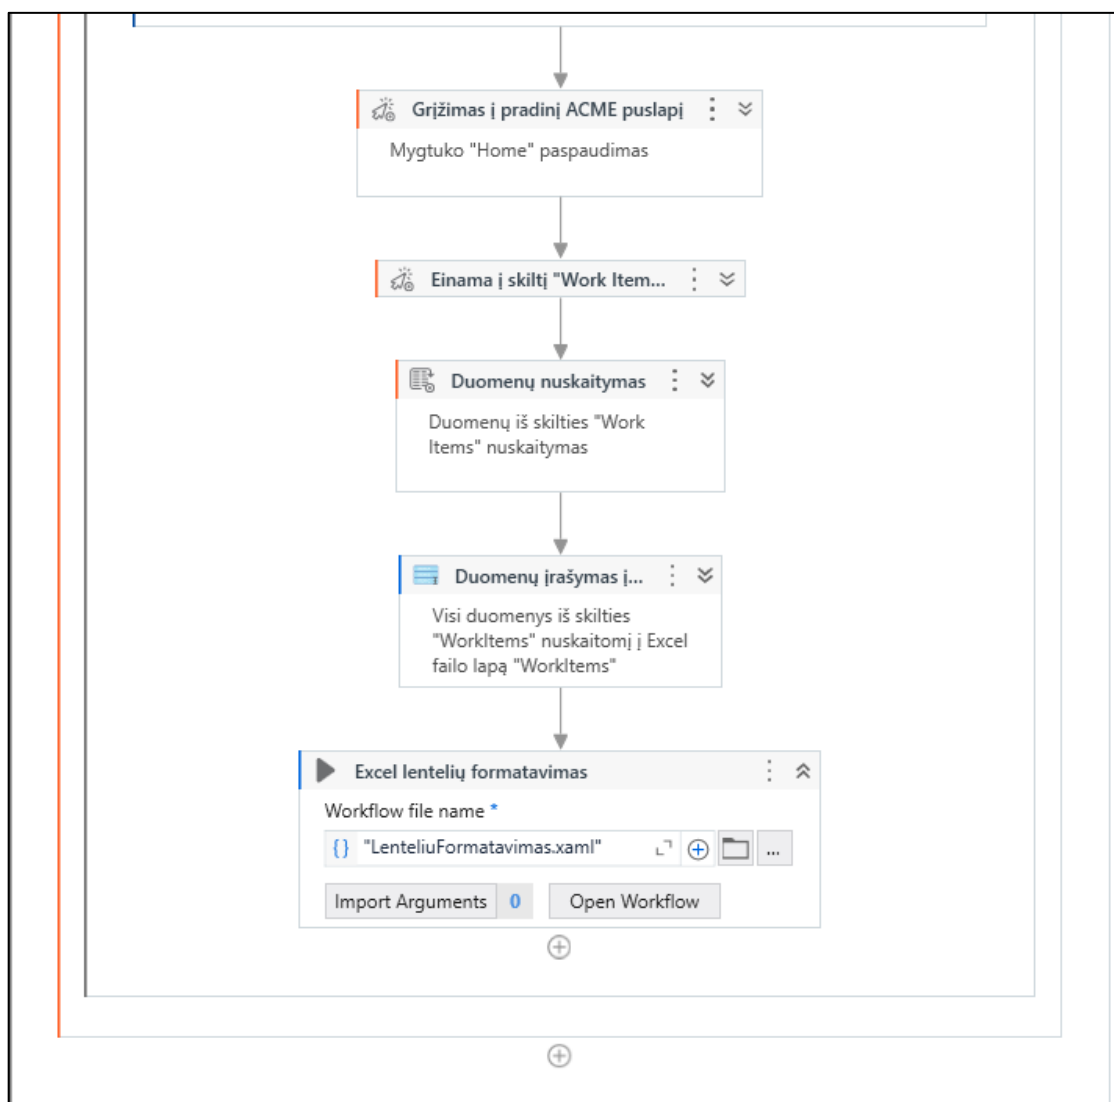 Grįžimas į pradinį ACME puslapį
Mygtuko "Home" paspaudimas
Einama į skiltį "Work Item...
Duomenų nuskaitymas
Duomenų iš skilties "Work
Items" nuskaitymas
Duomenų įrašymas į...
Visi duomenys iš skilties
"WorkItems" nuskaitomį į Excel
failo lapą "WorkItems"
Excel lentelių formatavimas
Workflow file name *
{} "LenteliuFormatavimas.xaml" ...
Import Arguments 0 Open Workflow